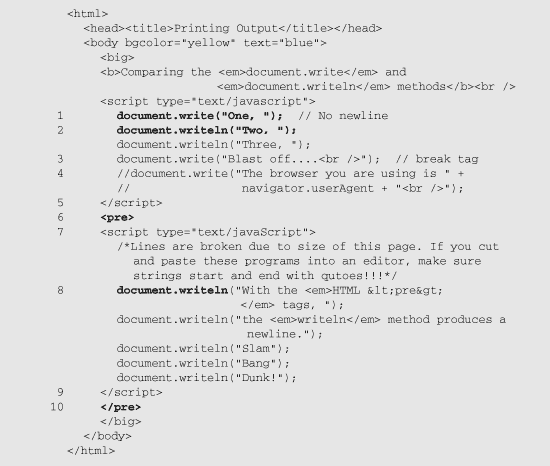 <html>
<head><title>Printing Output</title></head>
<body bgcolor="yellow" text="blue">
<big>
<b>Comparing the <em>document.write</em> and
<em>document.writeln</em> methods</b><br />
<script type="text/javascript">
1 document.write("One, "); // No newline
2 document.writeln("Two, ");
document.writeln("Three, ");
3 document.write("Blast off....<br />"); // break tag
4 //document.write("The browser you are using is " +
// navigator.userAgent + "<br />");
5 </script>
6 <pre>
7 <script type="text/javaScript">
/*Lines are broken due to size of this page. If you cut
and paste these programs into an editor, make sure
strings start and end with qutoes!!!*/
8 document.writeln("With the <em>HTML &lt;pre&gt;
</em> tags, ");
document.writeln("the <em>writeln</em> method produces a
newline.");
document.writeln("Slam");
document.writeln("Bang");
document.writeln("Dunk!");
9 </script>
10 </pre>
</big>
</body>
</html>